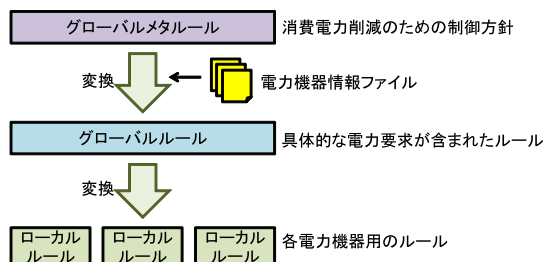 グローバルメタルール
消費電力削減のための制御方針
変換
電力機器情報ファイル
グローバルルール
具体的な電力要求が含まれたルール
変換
ローカル
ルール
ローカル
ルール
ローカル
ルール
各電力機器用のルール